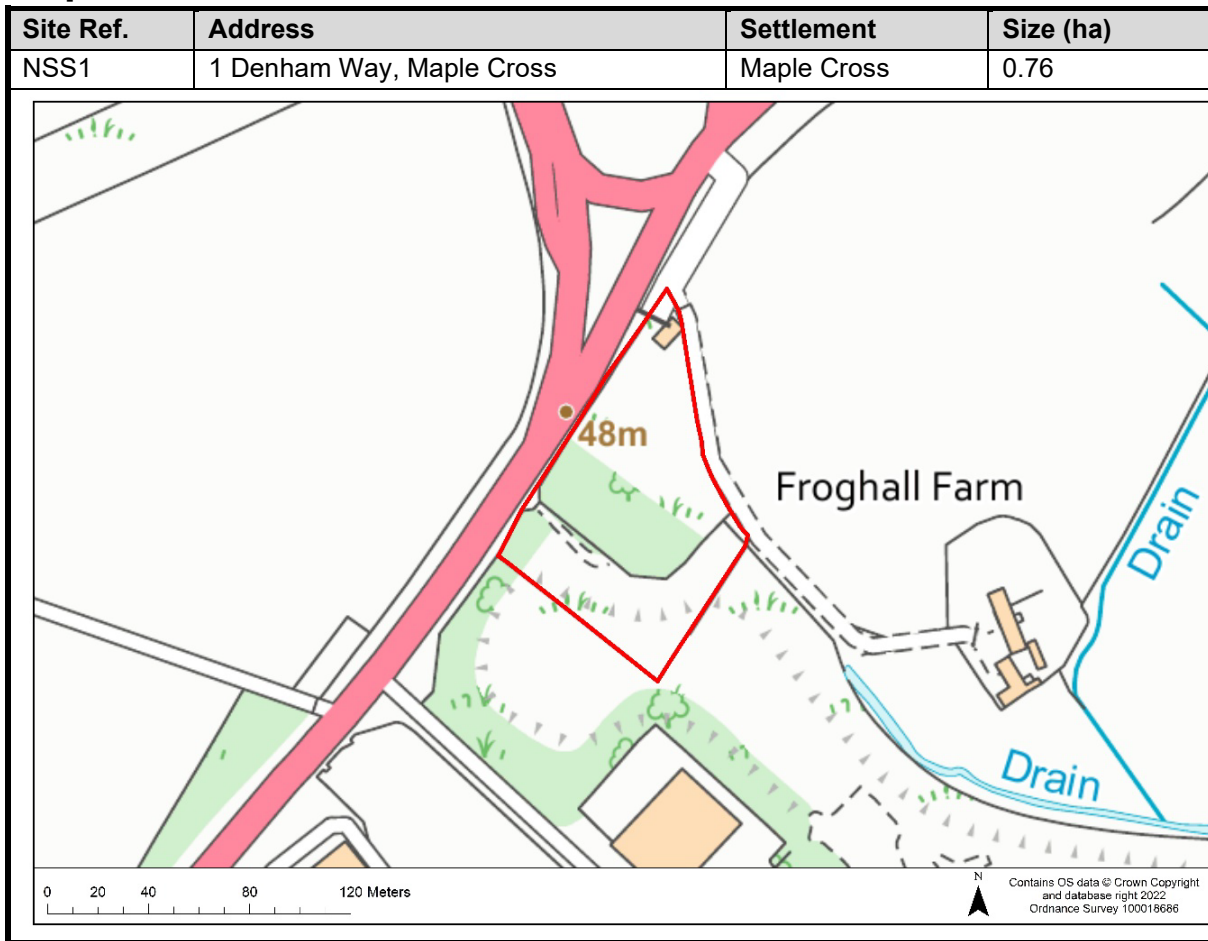 Site Ref. Address Settlement Size (ha)
NSS1 1 Denham Way, Maple Cross Maple Cross 0.76
48m
Froghall Farm
Drain
Drain
0 20 40 80 120 Meters
N
Contains OS data © Crown Copyright
and database right 2022
Ordnance Survey 100018686